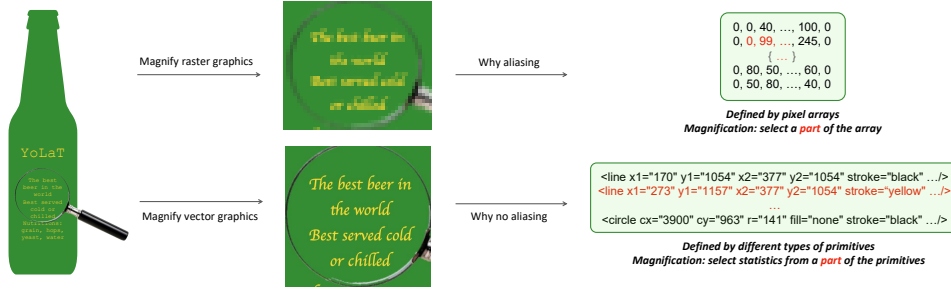 YoLaT
The best
beer in the
world
Best served
cold or
chilled
Nutritions:
grain, hops,
yeast, water
Magnify raster graphics
The best beer in
the world
Best served cold
or chilled
Why aliasing
0, 0, 40, ..., 100, 0
0, 0, 99, ..., 245, 0
{ ... }
0, 80, 50, ..., 60, 0
0, 50, 80, ..., 40, 0
Defined by pixel arrays
Magnification: select a part of the array
Magnify vector graphics
The best beer in
the world
Best served cold
or chilled
Why no aliasing
<line x1="170" y1="1054" x2="377" y2="1054" stroke="black" .../>
<line x1="273" y1="1157" x2="377" y2="1054" stroke="yellow" .../>
...
<circle cx="3900" cy="963" r="141" fill="none" stroke="black" .../>
Defined by different types of primitives
Magnification: select statistics from a part of the primitives